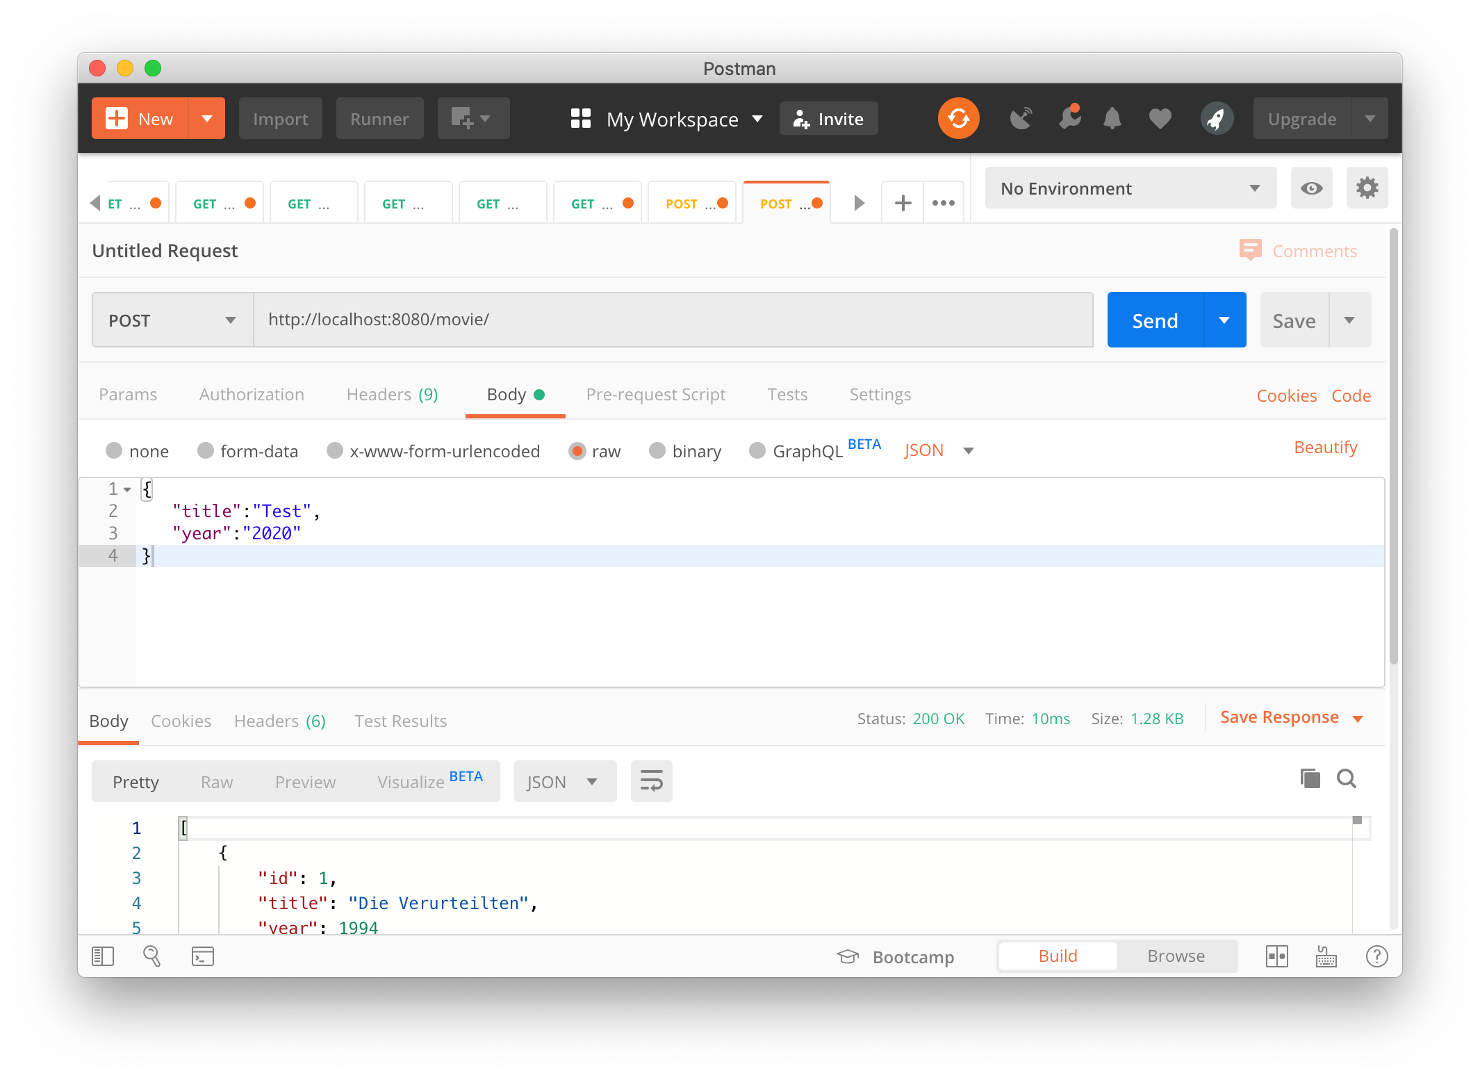 Postman
New Import Runner My Workspace Invite Upgrade
ET ... GET ... GET ... GET ... GET ... GET ... POST ... POST ... No Environment
Untitled Request Comments
POST http://localhost:8080/movie/ Send Save
Params Authorization Headers (9) Body Pre-request Script Tests Settings Cookies Code
none form-data x-www-form-urlencoded raw binary GraphQL BETA JSON Beautify
1 {
2 "title":"Test",
3 "year":"2020"
4 }
Body Cookies Headers (6) Test Results Status: 200 OK Time: 10ms Size: 1.28 KB Save Response
Pretty Raw Preview Visualize BETA JSON
1 [
2 {
3 "id": 1,
4 "title": "Die Verurteilten",
5 "year": 1994
Bootcamp Build Browse